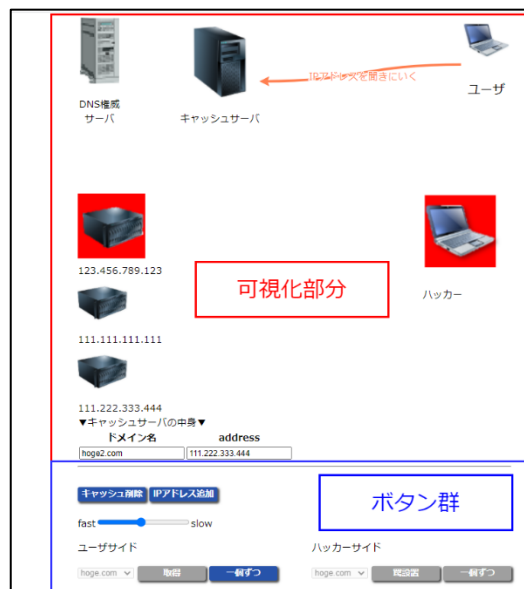 DNS権威
サーバ
キャッシュサーバ
IPアドレスを聞きにいく
ユーザ
123.456.789.123
可視化部分
ハッカー
111.111.111.111
111.222.333.444
▼キャッシュサーバの中身▼
ドメイン名 address
hoge2.com 111.222.333.444
キャッシュ削除 IPアドレス追加
ボタン群
fast slow
ユーザサイド ハッカーサイド
hoge.com 一個ずつ hoge.com 一個ずつ